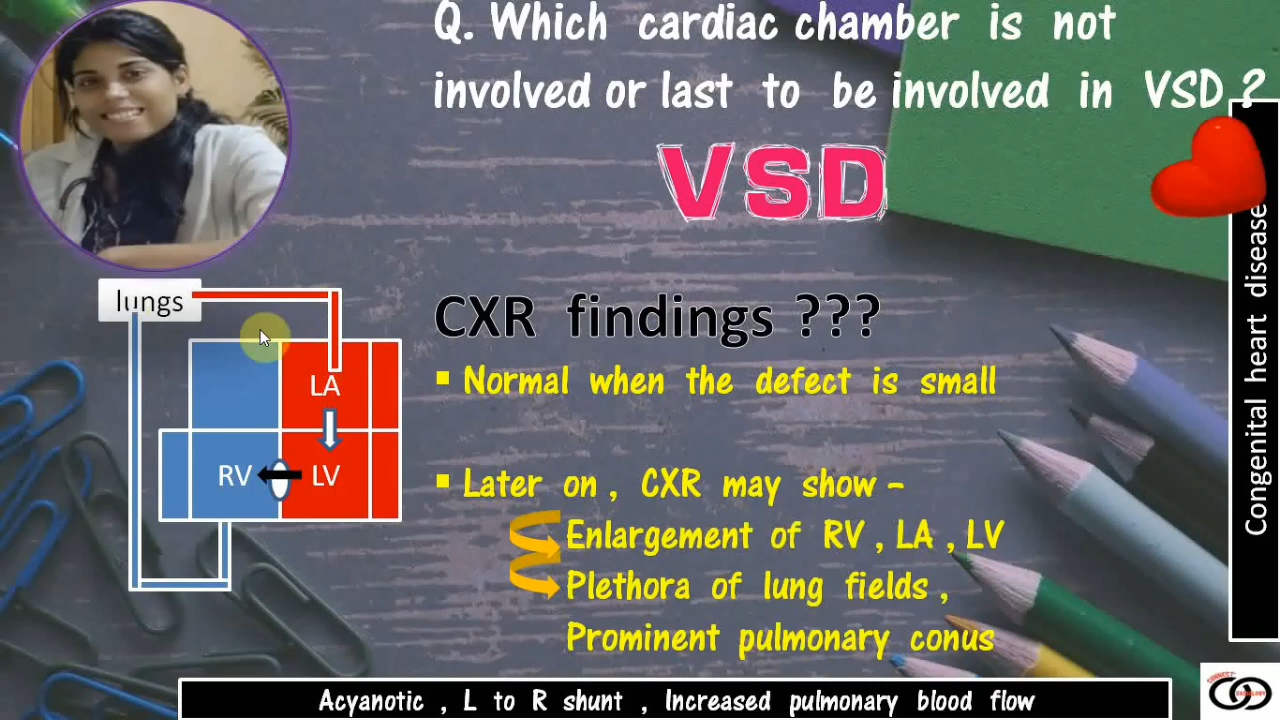 Q. Which cardiac chamber is not
involved or last to be involved in VSD ?
VSD
lungs
LA
RV
LV
CXR findings ???
▪ Normal when the defect is small
▪ Later on , CXR may show –
Enlargement of RV , LA , LV
Plethora of lung fields ,
Prominent pulmonary conus
Congenital heart disease
Acyanotic , L to R shunt , Increased pulmonary blood flow